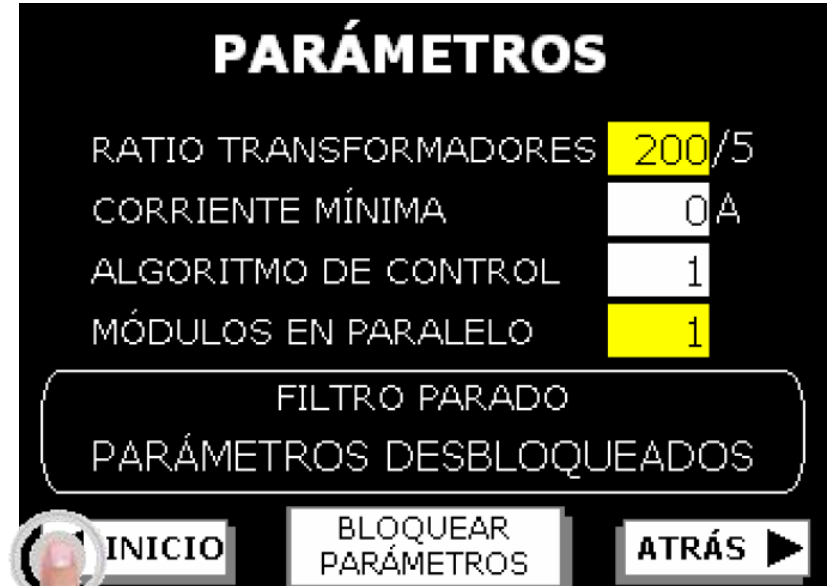 PARÁMETROS
RATIO TRANSFORMADORES 200/5
CORRIENTE MÍNIMA 0 A
ALGORITMO DE CONTROL 1
MÓDULOS EN PARALELO 1
FILTRO PARADO
PARÁMETROS DESBLOQUEADOS
INICIO
BLOQUEAR
PARÁMETROS
ATRÁS